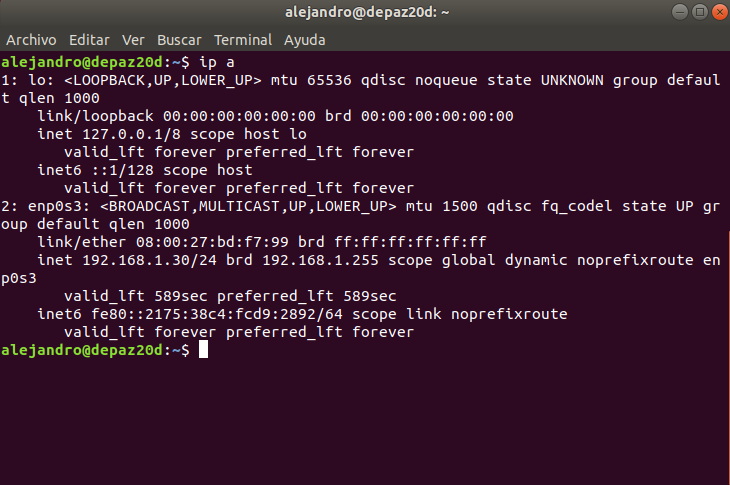 alejandro@depaz20d: ~
Archivo Editar Ver Buscar Terminal Ayuda
alejandro@depaz20d:~$ ip a
1: lo: <LOOPBACK,UP,LOWER_UP> mtu 65536 qdisc noqueue state UNKNOWN group defaul
t qlen 1000
    link/loopback 00:00:00:00:00:00 brd 00:00:00:00:00:00
    inet 127.0.0.1/8 scope host lo
       valid_lft forever preferred_lft forever
    inet6 ::1/128 scope host
       valid_lft forever preferred_lft forever
2: enp0s3: <BROADCAST,MULTICAST,UP,LOWER_UP> mtu 1500 qdisc fq_codel state UP gr
oup default qlen 1000
    link/ether 08:00:27:bd:f7:99 brd ff:ff:ff:ff:ff:ff
    inet 192.168.1.30/24 brd 192.168.1.255 scope global dynamic noprefixroute en
p0s3
       valid_lft 589sec preferred_lft 589sec
    inet6 fe80::2175:38c4:fcd9:2892/64 scope link noprefixroute
       valid_lft forever preferred_lft forever
alejandro@depaz20d:~$